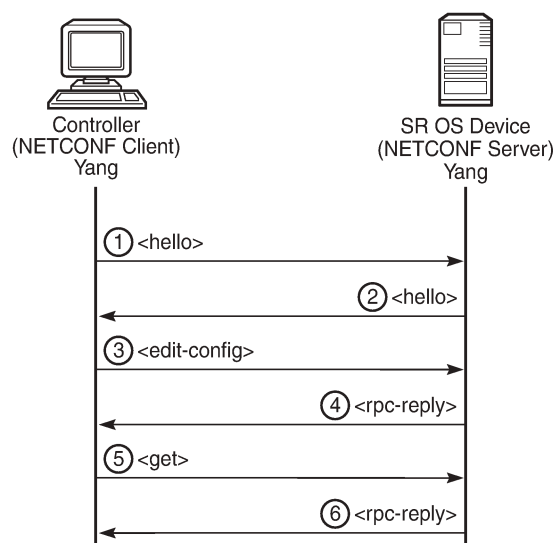 Controller
(NETCONF Client)
Yang
SR OS Device
(NETCONF Server)
Yang
1 <hello>
2 <hello>
3 <edit-config>
4 <rpc-reply>
5 <get>
6 <rpc-reply>